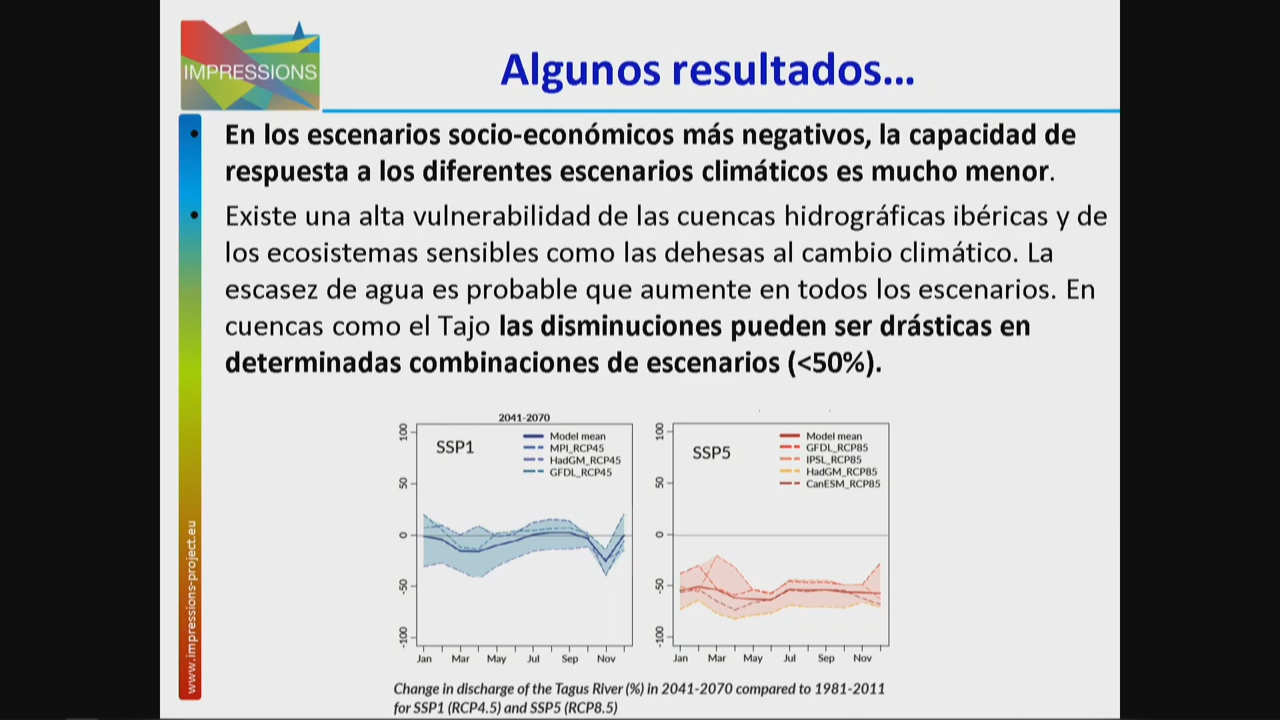 IMPRESSIONS
Algunos resultados...
• En los escenarios socio-económicos más negativos, la capacidad de
respuesta a los diferentes escenarios climáticos es mucho menor.
• Existe una alta vulnerabilidad de las cuencas hidrográficas ibéricas y de
los ecosistemas sensibles como las dehesas al cambio climático. La
escasez de agua es probable que aumente en todos los escenarios. En
cuencas como el Tajo las disminuciones pueden ser drásticas en
determinadas combinaciones de escenarios (<50%).
www.impressions-project.eu
2041-2070
SSP1
Model mean
MPI_RCP45
HadGM_RCP45
GFDL_RCP45
100
50
0
-50
-100
Jan Mar May Jul Sep Nov
SSP5
Model mean
GFDL_RCP85
IPSL_RCP85
HadGM_RCP85
CanESM_RCP85
100
50
0
-50
-100
Jan Mar May Jul Sep Nov
Change in discharge of the Tagus River (%) in 2041-2070 compared to 1981-2011
for SSP1 (RCP4.5) and SSP5 (RCP8.5)